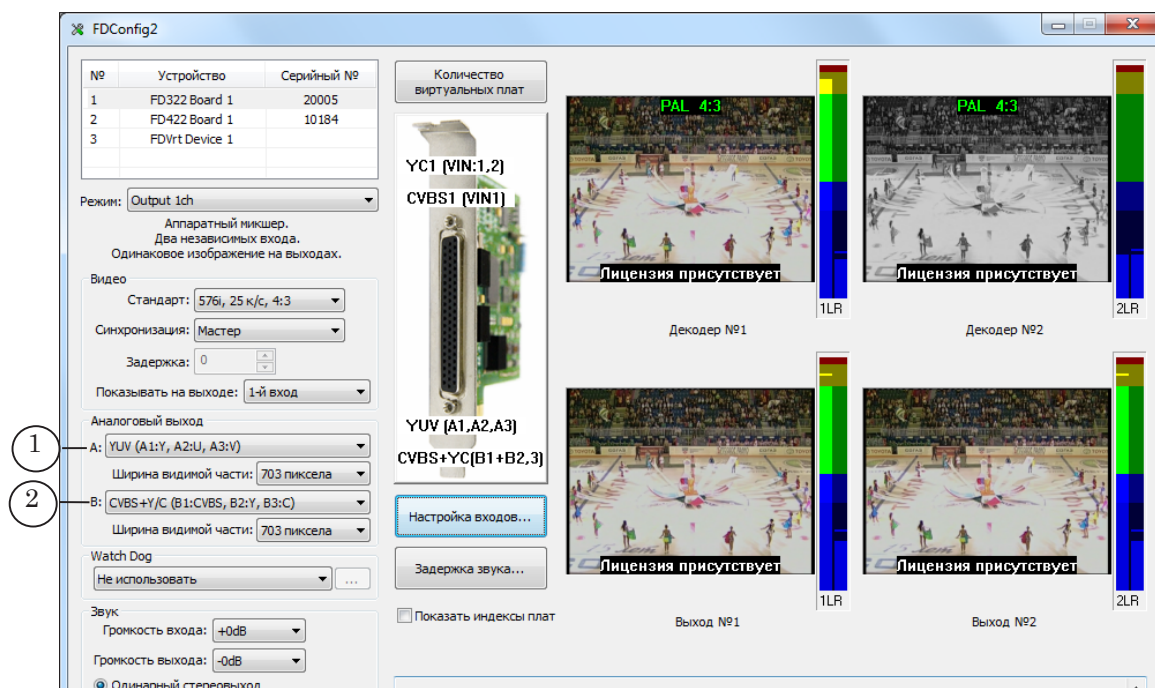 FDConfig2
№ Устройство Серийный №
1 FD322 Board 1 20005
2 FD422 Board 1 10184
3 FDVrt Device 1
Режим: Output 1ch
Аппаратный микшер.
Два независимых входа.
Одинаковое изображение на выходах.
Видео
Стандарт: 576i, 25 к/с, 4:3
Синхронизация: Мастер
Задержка: 0
Показывать на выходе: 1-й вход
Аналоговый выход
1
A: YUV (A1:Y, A2:U, A3:V)
Ширина видимой части: 703 пиксела
2
B: CVBS+Y/C (B1:CVBS, B2:Y, B3:C)
Ширина видимой части: 703 пиксела
Watch Dog
Не использовать ...
Звук
Громкость входа: +0dB
Громкость выхода: -0dB
Одинарный стереовыход
Количество
виртуальных плат
YC1 (VIN:1,2)
CVBS1 (VIN1)
YUV (A1,A2,A3)
CVBS+YC(B1+B2,3)
Настройка входов...
Задержка звука...
Показать индексы плат
PAL 4:3
Лицензия присутствует
1LR
Декодер №1
PAL 4:3
Лицензия присутствует
2LR
Декодер №2
Лицензия присутствует
1LR
Выход №1
Лицензия присутствует
2LR
Выход №2